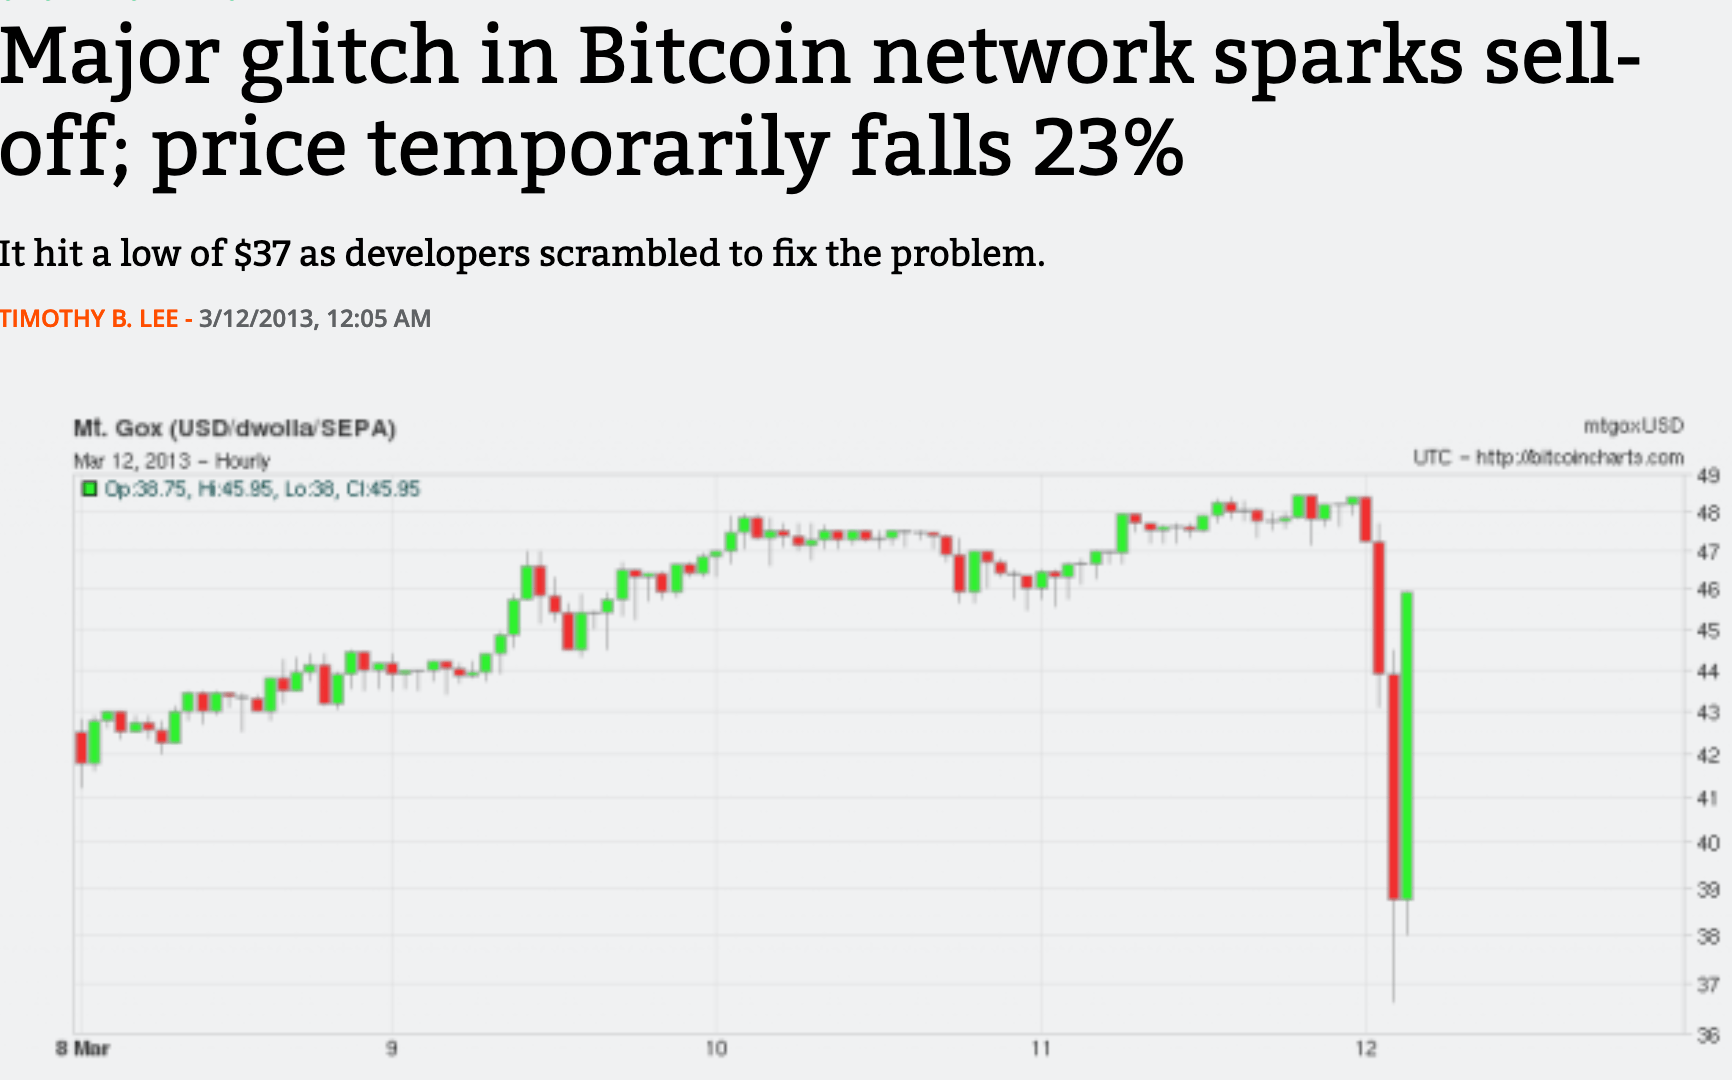 Major glitch in Bitcoin network sparks sell-
off; price temporarily falls 23%
It hit a low of $37 as developers scrambled to fix the problem.
TIMOTHY B. LEE - 3/12/2013, 12:05 AM
Mt. Gox (USD/dwolla/SEPA)
mtgoxUSD
Mar 12, 2013 - Hourly
UTC - http://bitcoincharts.com
Op:38.75, Hi:45.95, Lo:38, Cl:45.95
49
48
47
46
45
44
43
42
41
40
39
38
37
36
8 Mar 9 10 11 12